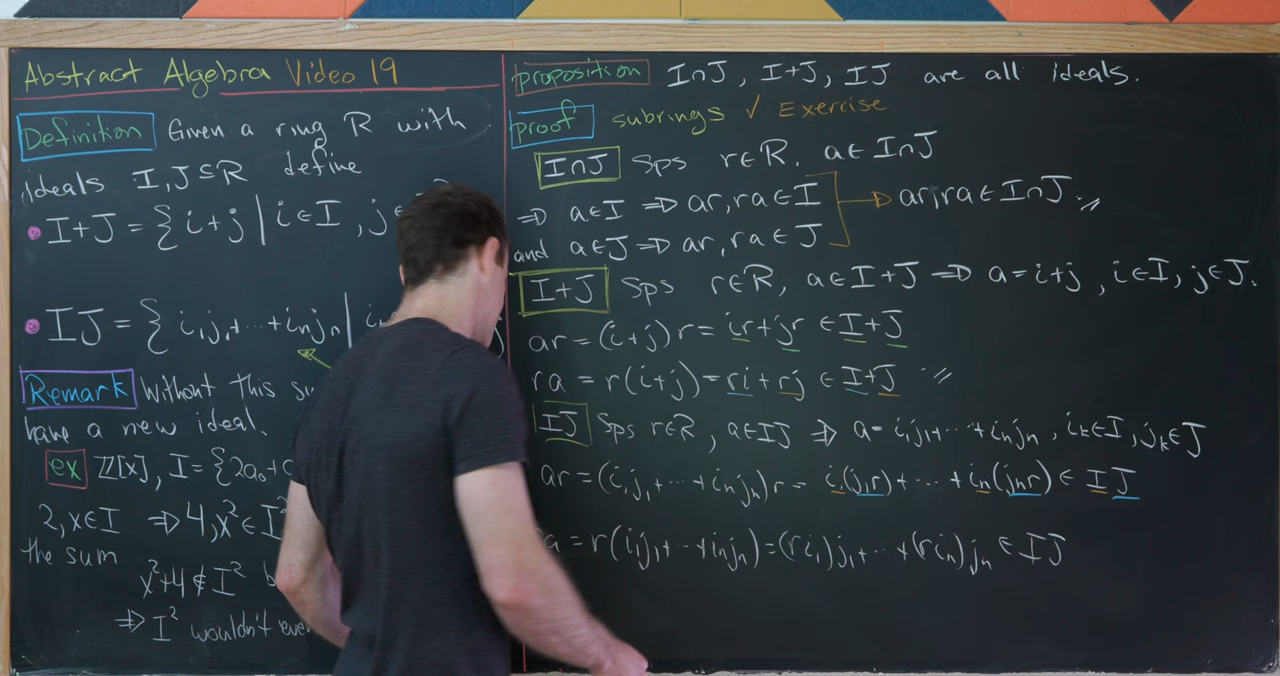 Abstract Algebra Video 19
Definition Given a ring R with
ideals I,J⊆R define
• I+J = { i+j | i∈I, j∈
• IJ = { i₁j₁+⋯+iₙjₙ |
Remark Without this
have a new ideal.
ex ℤ[x], I={2a₀+
2,x∈I ⇒ 4,x²∈I²
the sum
x²+4∉I²
⇒ I² wouldn't even
proposition I∩J, I+J, IJ are all ideals.
proof subrings ✓ Exercise.
I∩J Sps r∈R, a∈I∩J
⇒ a∈I ⇒ ar,ra∈I
and a∈J ⇒ ar,ra∈J ⇒ ar,ra∈I∩J. //
I+J Sps r∈R, a∈I+J ⇒ a=i+j, i∈I, j∈J.
ar=(i+j)r=ir+jr ∈I+J
ra=r(i+j)=ri+rj ∈I+J //
IJ Sps r∈R, a∈IJ ⇒ a=i₁j₁+⋯+iₙjₙ, iₖ∈I, jₖ∈J
ar=(i₁j₁+⋯+iₙjₙ)r= i₁(j₁r)+⋯+iₙ(jₙr)∈ IJ
a=r(i₁j₁+⋯+iₙjₙ)=(ri₁)j₁+⋯+(riₙ)jₙ ∈IJ